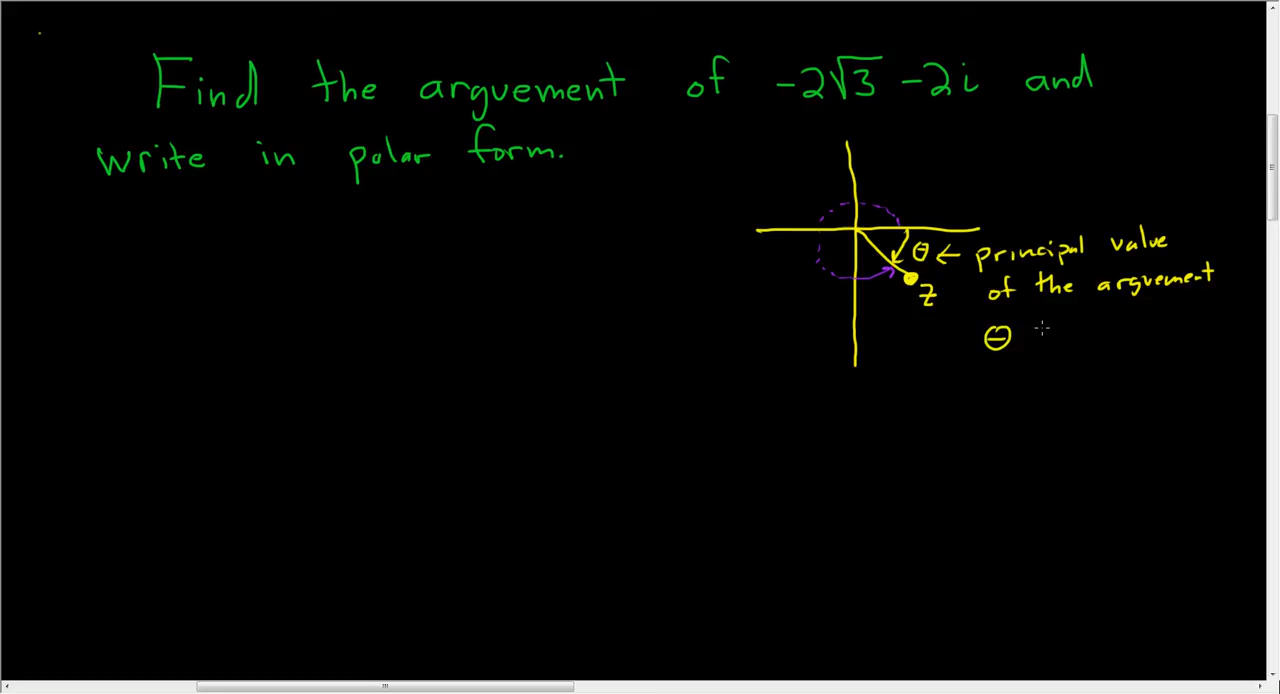 Find the arguement of -2√3 -2i and
write in polar form.
θ ← principal value
of the arguement
z
Θ